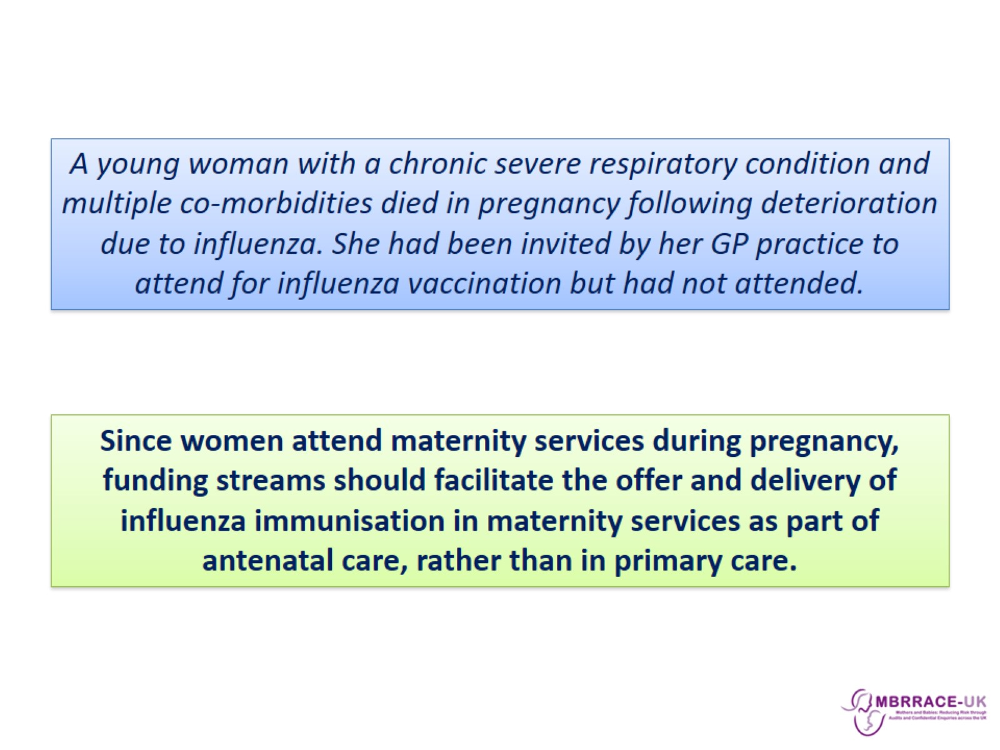 A young woman with a chronic severe respiratory condition and
multiple co-morbidities died in pregnancy following deterioration
due to influenza. She had been invited by her GP practice to
attend for influenza vaccination but had not attended.
Since women attend maternity services during pregnancy,
funding streams should facilitate the offer and delivery of
influenza immunisation in maternity services as part of
antenatal care, rather than in primary care.
MBRRACE-UK
Mothers and Babies: Reducing Risk through
Audits and Confidential Enquiries across the UK